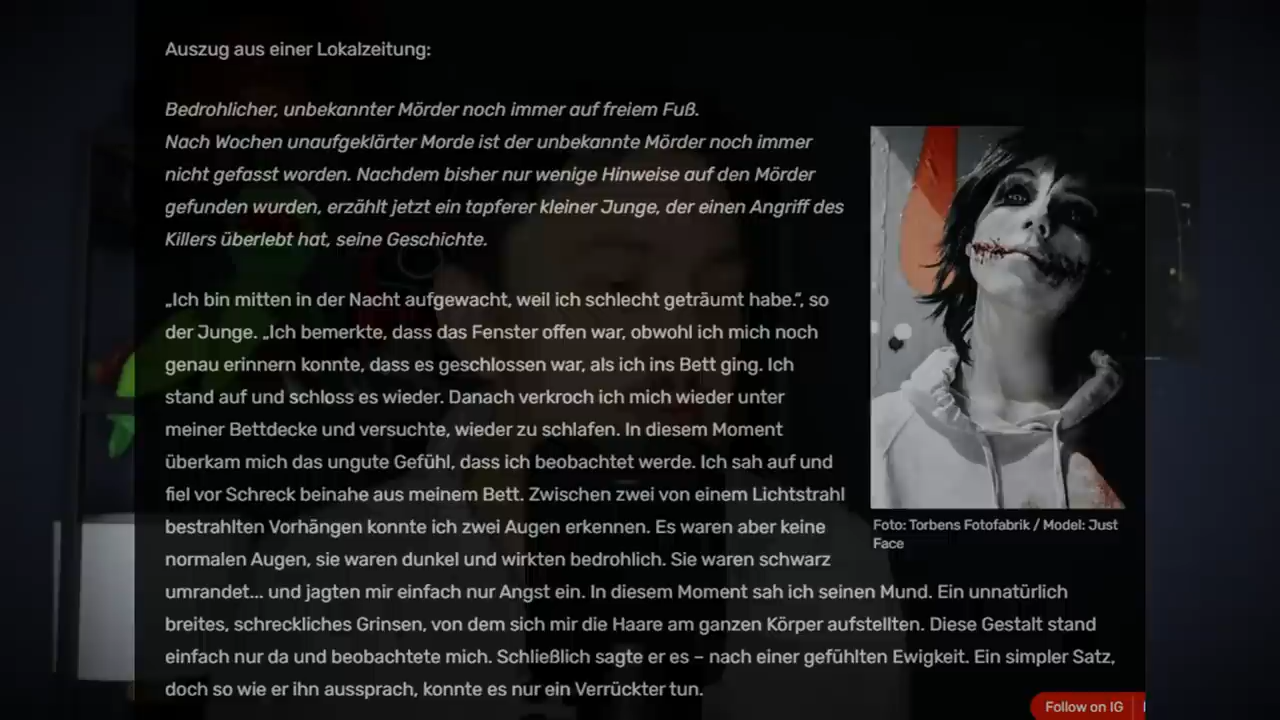 Auszug aus einer Lokalzeitung:
Bedrohlicher, unbekannter Mörder noch immer auf freiem Fuß.
Nach Wochen unaufgeklärter Morde ist der unbekannte Mörder noch immer
nicht gefasst worden. Nachdem bisher nur wenige Hinweise auf den Mörder
gefunden wurden, erzählt jetzt ein tapferer kleiner Junge, der einen Angriff des
Killers überlebt hat, seine Geschichte.
„Ich bin mitten in der Nacht aufgewacht, weil ich schlecht geträumt habe.“, so
der Junge. „Ich bemerkte, dass das Fenster offen war, obwohl ich mich noch
genau erinnern konnte, dass es geschlossen war, als ich ins Bett ging. Ich
stand auf und schloss es wieder. Danach verkroch ich mich wieder unter
meiner Bettdecke und versuchte, wieder zu schlafen. In diesem Moment
überkam mich das ungute Gefühl, dass ich beobachtet werde. Ich sah auf und
fiel vor Schreck beinahe aus meinem Bett. Zwischen zwei von einem Lichtstrahl
bestrahlten Vorhängen konnte ich zwei Augen erkennen. Es waren aber keine
normalen Augen, sie waren dunkel und wirkten bedrohlich. Sie waren schwarz
umrandet... und jagten mir einfach nur Angst ein. In diesem Moment sah ich seinen Mund. Ein unnatürlich
breites, schreckliches Grinsen, von dem sich mir die Haare am ganzen Körper aufstellten. Diese Gestalt stand
einfach nur da und beobachtete mich. Schließlich sagte er es – nach einer gefühlten Ewigkeit. Ein simpler Satz,
doch so wie er ihn aussprach, konnte es nur ein Verrückter tun.
Foto: Torbens Fotofabrik / Model: Just
Face
Follow on IG